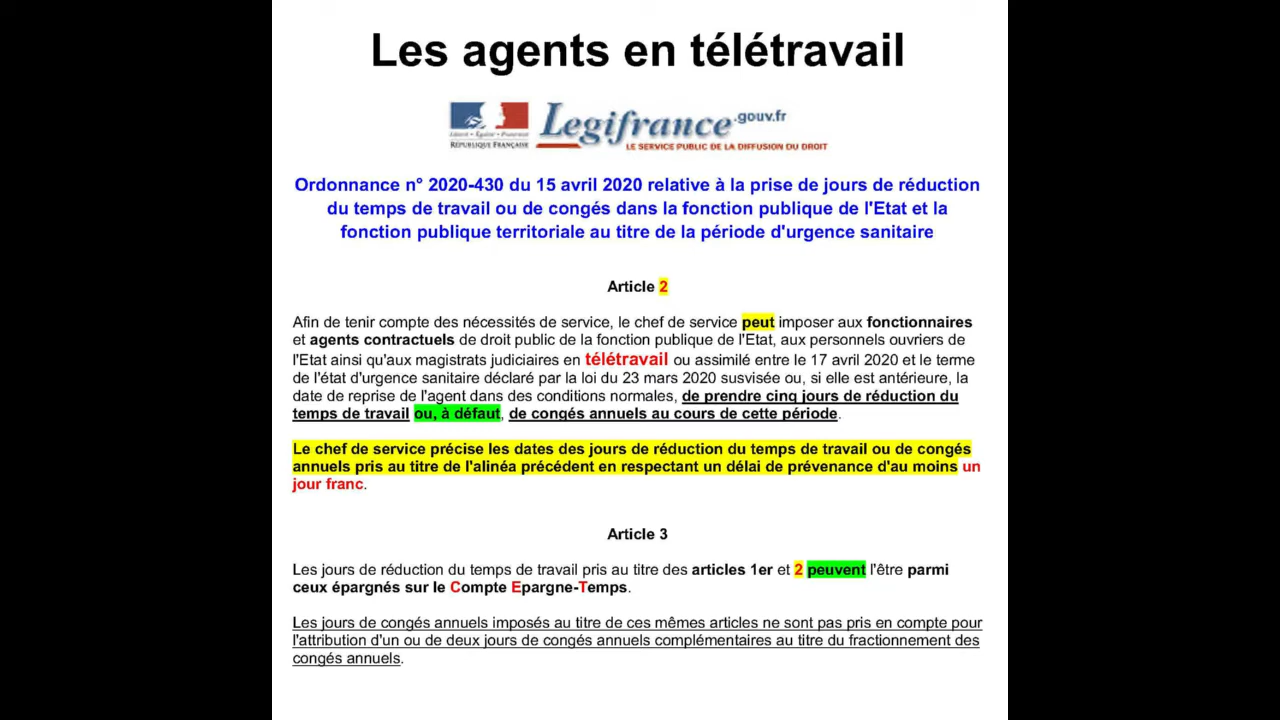 Les agents en télétravail
Liberté • Égalité • Fraternité
RÉPUBLIQUE FRANÇAISE
Legifrance.gouv.fr
LE SERVICE PUBLIC DE LA DIFFUSION DU DROIT
Ordonnance n° 2020-430 du 15 avril 2020 relative à la prise de jours de réduction
du temps de travail ou de congés dans la fonction publique de l'Etat et la
fonction publique territoriale au titre de la période d'urgence sanitaire
Article 2
Afin de tenir compte des nécessités de service, le chef de service peut imposer aux fonctionnaires
et agents contractuels de droit public de la fonction publique de l'Etat, aux personnels ouvriers de
l'Etat ainsi qu'aux magistrats judiciaires en télétravail ou assimilé entre le 17 avril 2020 et le terme
de l'état d'urgence sanitaire déclaré par la loi du 23 mars 2020 susvisée ou, si elle est antérieure, la
date de reprise de l'agent dans des conditions normales, de prendre cinq jours de réduction du
temps de travail ou, à défaut, de congés annuels au cours de cette période.
Le chef de service précise les dates des jours de réduction du temps de travail ou de congés
annuels pris au titre de l'alinéa précédent en respectant un délai de prévenance d'au moins un
jour franc.
Article 3
Les jours de réduction du temps de travail pris au titre des articles 1er et 2 peuvent l'être parmi
ceux épargnés sur le Compte Epargne-Temps.
Les jours de congés annuels imposés au titre de ces mêmes articles ne sont pas pris en compte pour
l'attribution d'un ou de deux jours de congés annuels complémentaires au titre du fractionnement des
congés annuels.